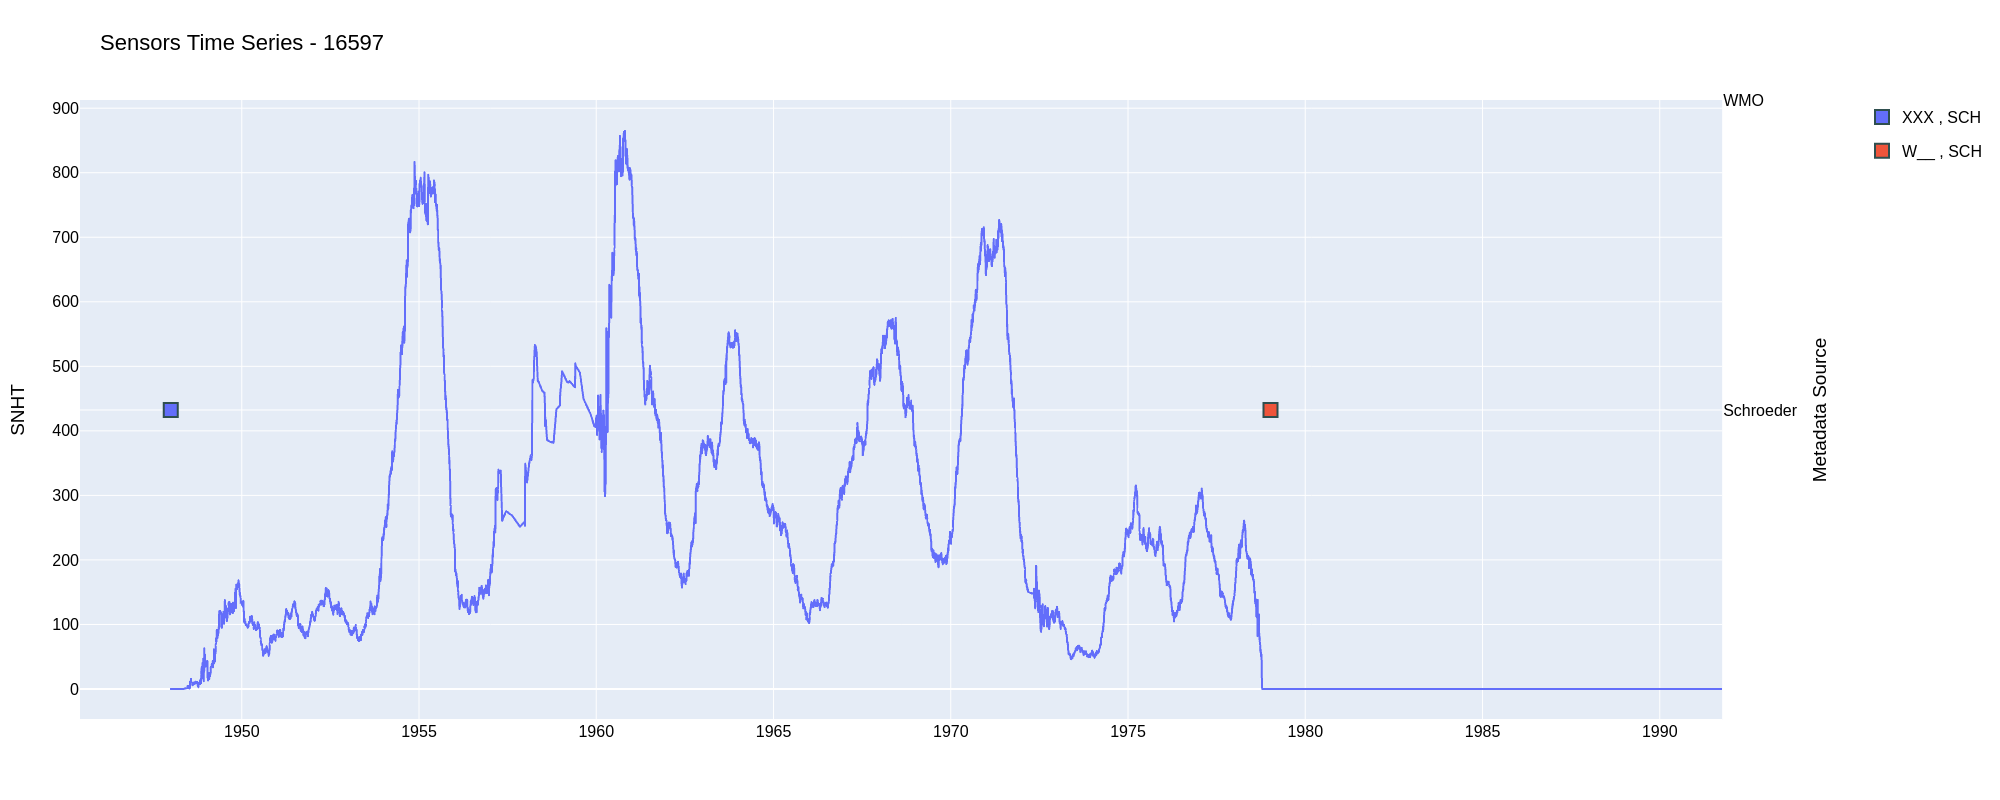 Sensors Time Series - 16597
900
800
700
600
500
400
300
200
100
0
SNHT
1950
1955
1960
1965
1970
1975
1980
1985
1990
WMO
Schroeder
Metadata Source
XXX , SCH
W__ , SCH